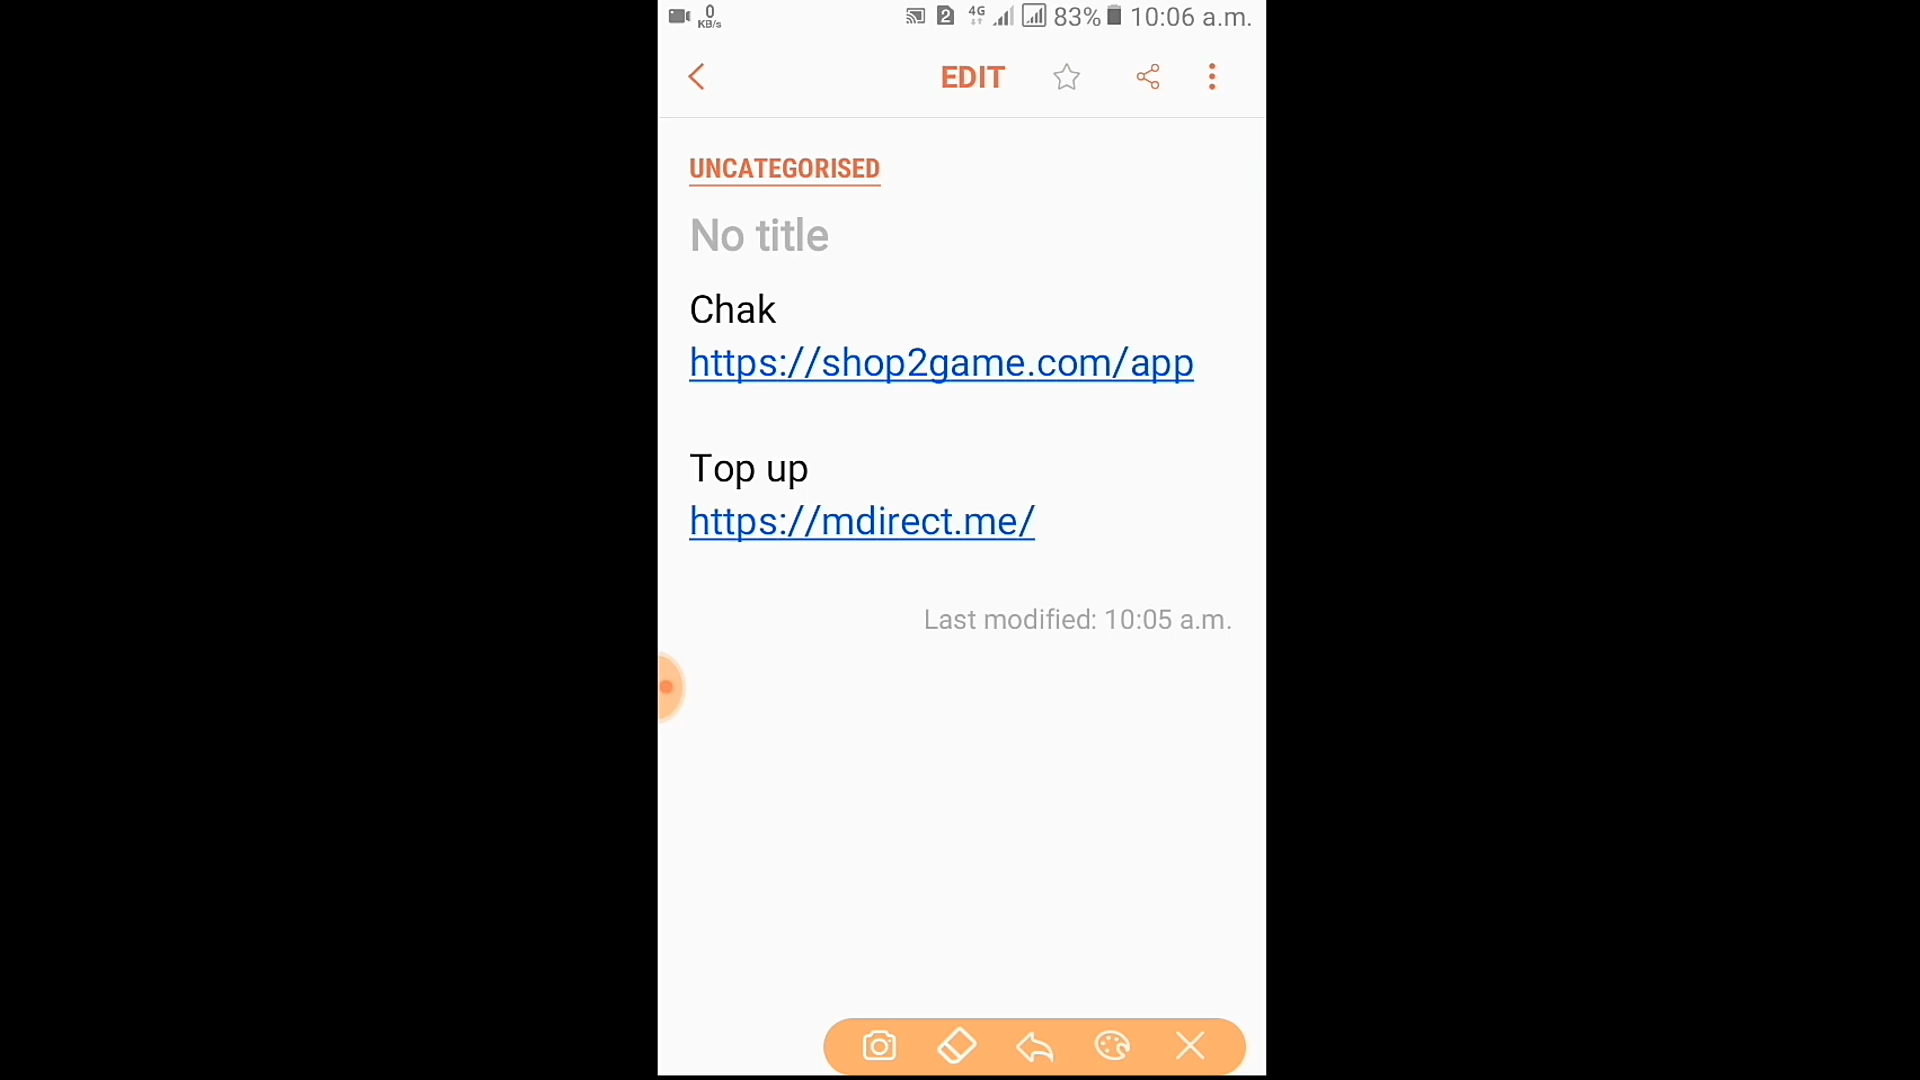 0
KB/s
2
4G
83%
10:06 a.m.
EDIT
UNCATEGORISED
No title
Chak
https://shop2game.com/app
Top up
https://mdirect.me/
Last modified: 10:05 a.m.